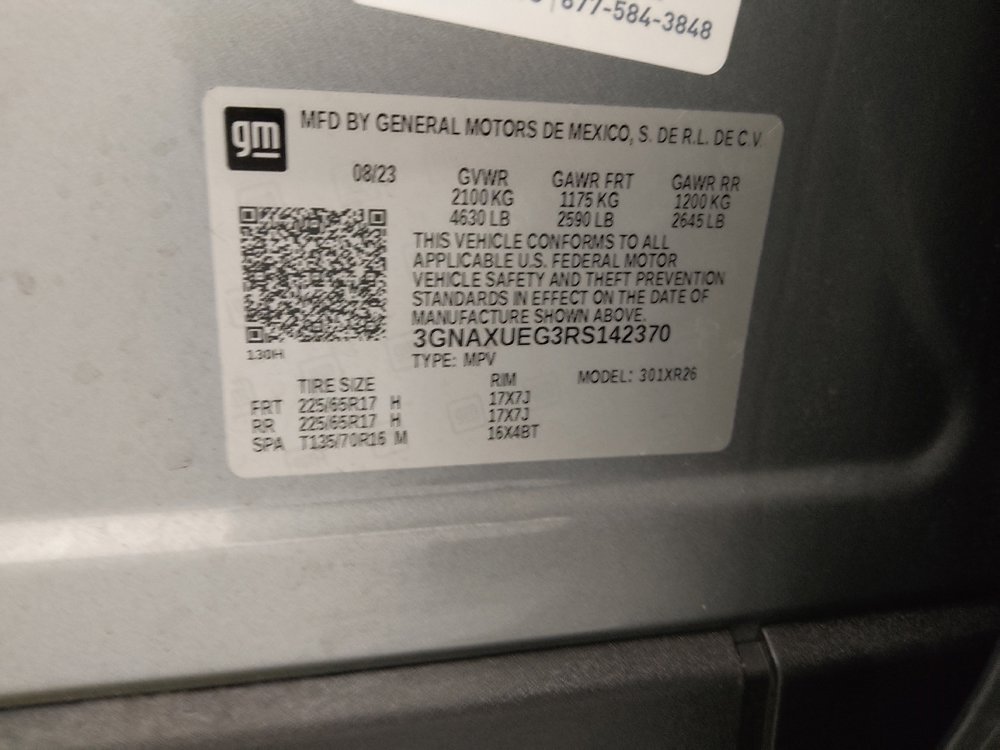 877-584-3848
gm
MFD BY GENERAL MOTORS DE MEXICO, S. DE R.L. DE C.V.
08/23 GVWR GAWR FRT GAWR RR
2100 KG 1175 KG 1200 KG
4630 LB 2590 LB 2645 LB
THIS VEHICLE CONFORMS TO ALL
APPLICABLE U.S. FEDERAL MOTOR
VEHICLE SAFETY AND THEFT PREVENTION
STANDARDS IN EFFECT ON THE DATE OF
MANUFACTURE SHOWN ABOVE.
3GNAXUEG3RS142370
130H
TYPE: MPV
TIRE SIZE RIM MODEL: 301XR26
FRT 225/65R17 H 17X7J
RR 225/65R17 H 17X7J
SPA T135/70R16 M 16X4BT